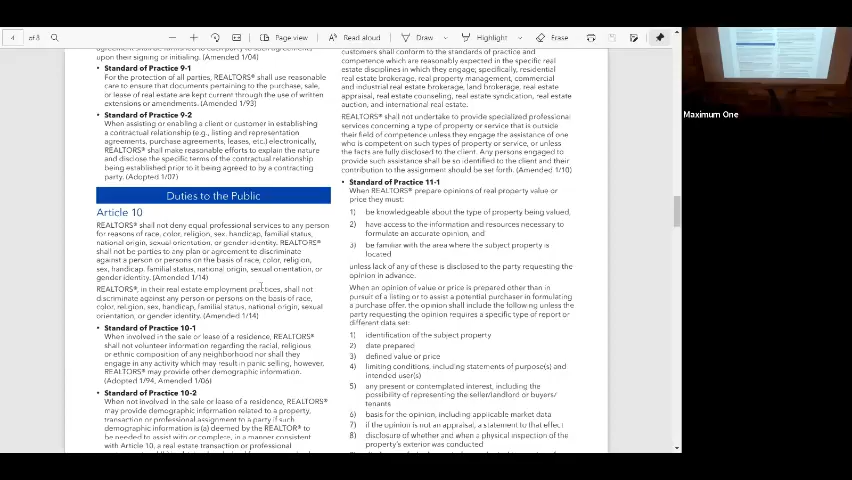 4
of 8
Page view
Read aloud
Draw
Highlight
Erase
upon their signing or initialing. (Amended 1/04)
• Standard of Practice 9-1
For the protection of all parties, REALTORS® shall use reasonable
care to ensure that documents pertaining to the purchase, sale,
or lease of real estate are kept current through the use of written
extensions or amendments. (Amended 1/93)
• Standard of Practice 9-2
When assisting or enabling a client or customer in establishing
a contractual relationship (e.g., listing and representation
agreements, purchase agreements, leases, etc.) electronically,
REALTORS® shall make reasonable efforts to explain the nature
and disclose the specific terms of the contractual relationship
being established prior to it being agreed to by a contracting
party. (Adopted 1/07)
Duties to the Public
Article 10
REALTORS® shall not deny equal professional services to any person
for reasons of race, color, religion, sex, handicap, familial status,
national origin, sexual orientation, or gender identity. REALTORS®
shall not be parties to any plan or agreement to discriminate
against a person or persons on the basis of race, color, religion,
sex, handicap, familial status, national origin, sexual orientation, or
gender identity. (Amended 1/14)
REALTORS®, in their real estate employment practices, shall not
discriminate against any person or persons on the basis of race,
color, religion, sex, handicap, familial status, national origin, sexual
orientation, or gender identity. (Amended 1/14)
• Standard of Practice 10-1
When involved in the sale or lease of a residence, REALTORS®
shall not volunteer information regarding the racial, religious
or ethnic composition of any neighborhood nor shall they
engage in any activity which may result in panic selling, however,
REALTORS® may provide other demographic information.
(Adopted 1/94, Amended 1/06)
• Standard of Practice 10-2
When not involved in the sale or lease of a residence, REALTORS®
may provide demographic information related to a property,
transaction or professional assignment to a party if such
demographic information is (a) deemed by the REALTOR® to
be needed to assist with or complete, in a manner consistent
with Article 10, a real estate transaction or professional
customers shall conform to the standards of practice and
competence which are reasonably expected in the specific real
estate disciplines in which they engage; specifically, residential
real estate brokerage, real property management, commercial
and industrial real estate brokerage, land brokerage, real estate
appraisal, real estate counseling, real estate syndication, real estate
auction, and international real estate.
REALTORS® shall not undertake to provide specialized professional
services concerning a type of property or service that is outside
their field of competence unless they engage the assistance of one
who is competent on such types of property or service, or unless
the facts are fully disclosed to the client. Any persons engaged to
provide such assistance shall be so identified to the client and their
contribution to the assignment should be set forth. (Amended 1/10)
• Standard of Practice 11-1
When REALTORS® prepare opinions of real property value or
price they must:
1) be knowledgeable about the type of property being valued,
2) have access to the information and resources necessary to
formulate an accurate opinion, and
3) be familiar with the area where the subject property is
located
unless lack of any of these is disclosed to the party requesting the
opinion in advance.
When an opinion of value or price is prepared other than in
pursuit of a listing or to assist a potential purchaser in formulating
a purchase offer, the opinion shall include the following unless the
party requesting the opinion requires a specific type of report or
different data set:
1) identification of the subject property
2) date prepared
3) defined value or price
4) limiting conditions, including statements of purpose(s) and
intended user(s)
5) any present or contemplated interest, including the
possibility of representing the seller/landlord or buyers/
tenants
6) basis for the opinion, including applicable market data
7) if the opinion is not an appraisal, a statement to that effect
8) disclosure of whether and when a physical inspection of the
property's exterior was conducted
Maximum One